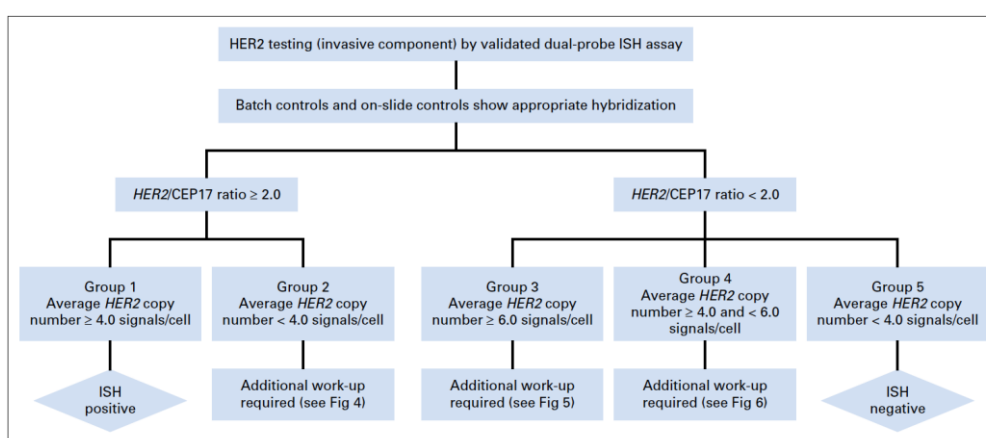 HER2 testing (invasive component) by validated dual-probe ISH assay
Batch controls and on-slide controls show appropriate hybridization
HER2/CEP17 ratio ≥ 2.0
HER2/CEP17 ratio < 2.0
Group 1
Average HER2 copy
number ≥ 4.0 signals/cell
Group 2
Average HER2 copy
number < 4.0 signals/cell
Group 3
Average HER2 copy
number ≥ 6.0 signals/cell
Group 4
Average HER2 copy
number ≥ 4.0 and < 6.0
signals/cell
Group 5
Average HER2 copy
number < 4.0 signals/cell
ISH
positive
Additional work-up
required (see Fig 4)
Additional work-up
required (see Fig 5)
Additional work-up
required (see Fig 6)
ISH
negative